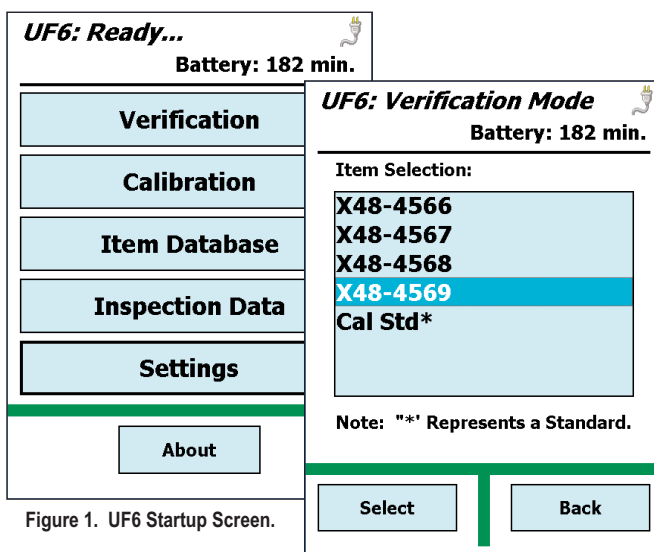 UF6: Ready...
Battery: 182 min.
Verification
Calibration
Item Database
Inspection Data
Settings
About
Figure 1. UF6 Startup Screen.
UF6: Verification Mode
Battery: 182 min.
Item Selection:
X48-4566
X48-4567
X48-4568
X48-4569
Cal Std*
Note: "*' Represents a Standard.
Select
Back